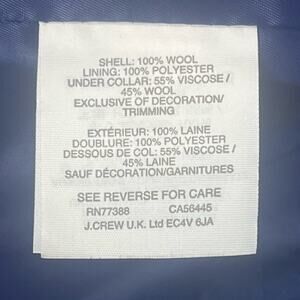 SHELL: 100% WOOL
LINING: 100% POLYESTER
UNDER COLLAR: 55% VISCOSE /
45% WOOL
EXCLUSIVE OF DECORATION/
TRIMMING
EXTÉRIEUR: 100% LAINE
DOUBLURE: 100% POLYESTER
DESSOUS DE COL: 55% VISCOSE /
45% LAINE
SAUF DÉCORATION/GARNITURES
SEE REVERSE FOR CARE
RN77388 CA56445
J.CREW U.K. Ltd EC4V 6JA